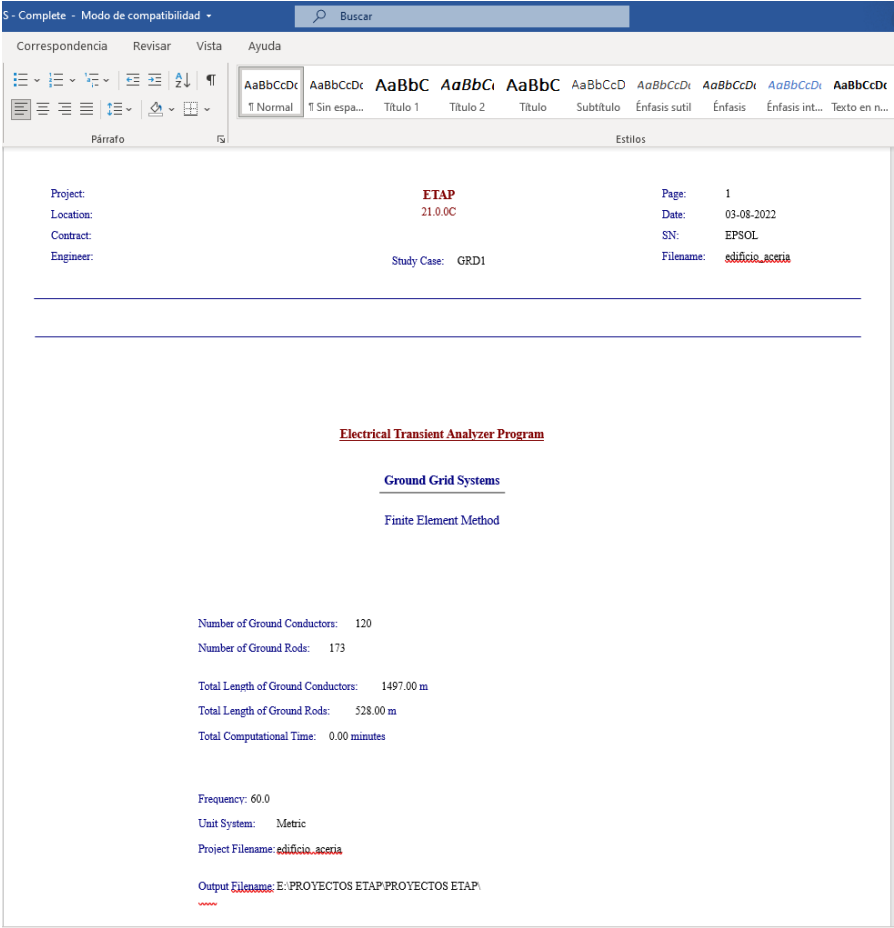 S - Complete - Modo de compatibilidad
Buscar
Correspondencia Revisar Vista Ayuda
AaBbCcDc AaBbCcDc AaBbC AaBbCc AaBbC AaBbCcD AaBbCcDc AaBbCcDc AaBbCcDc AaBbCcDc
¶ Normal ¶ Sin espa... Título 1 Título 2 Título Subtítulo Énfasis sutil Énfasis Énfasis int... Texto en n...
Párrafo Estilos
Project: ETAP Page: 1
Location: 21.0.0C Date: 03-08-2022
Contract: SN: EPSOL
Engineer: Study Case: GRD1 Filename: edificio_aceria
Electrical Transient Analyzer Program
Ground Grid Systems
Finite Element Method
Number of Ground Conductors: 120
Number of Ground Rods: 173
Total Length of Ground Conductors: 1497.00 m
Total Length of Ground Rods: 528.00 m
Total Computational Time: 0.00 minutes
Frequency: 60.0
Unit System: Metric
Project Filename: edificio_aceria
Output Filename: E:\PROYECTOS ETAP\PROYECTOS ETAP\